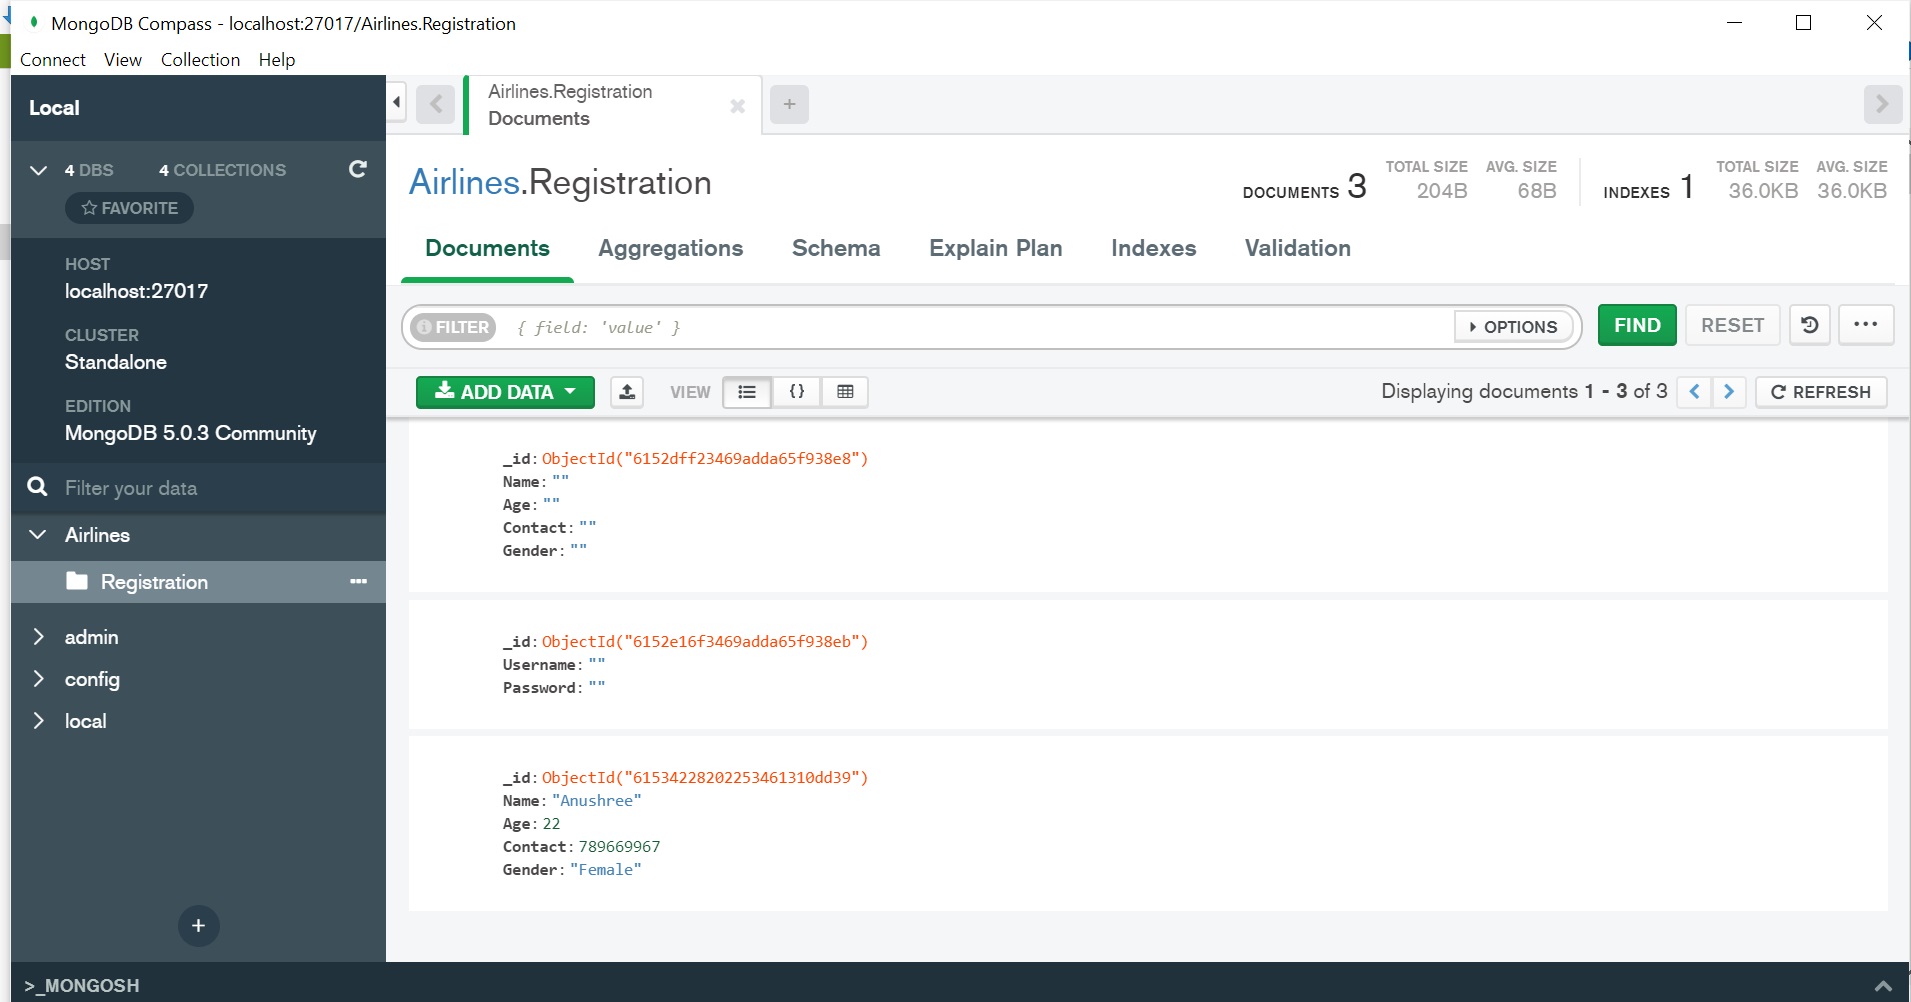 MongoDB Compass - localhost:27017/Airlines.Registration
Connect View Collection Help
Local
4 DBS 4 COLLECTIONS
FAVORITE
HOST
localhost:27017
CLUSTER
Standalone
EDITION
MongoDB 5.0.3 Community
Filter your data
Airlines
Registration
admin
config
local
Airlines.Registration
Documents
Airlines.Registration
DOCUMENTS 3
TOTAL SIZE AVG. SIZE
204B 68B
INDEXES 1
TOTAL SIZE AVG. SIZE
36.0KB 36.0KB
Documents Aggregations Schema Explain Plan Indexes Validation
FILTER { field: 'value' } OPTIONS FIND RESET
ADD DATA VIEW {} Displaying documents 1 - 3 of 3 REFRESH
_id: ObjectId("6152dff23469adda65f938e8")
Name: ""
Age: ""
Contact: ""
Gender: ""
_id: ObjectId("6152e16f3469adda65f938eb")
Username: ""
Password: ""
_id: ObjectId("61534228202253461310dd39")
Name: "Anushree"
Age: 22
Contact: 789669967
Gender: "Female"
>_MONGOSH